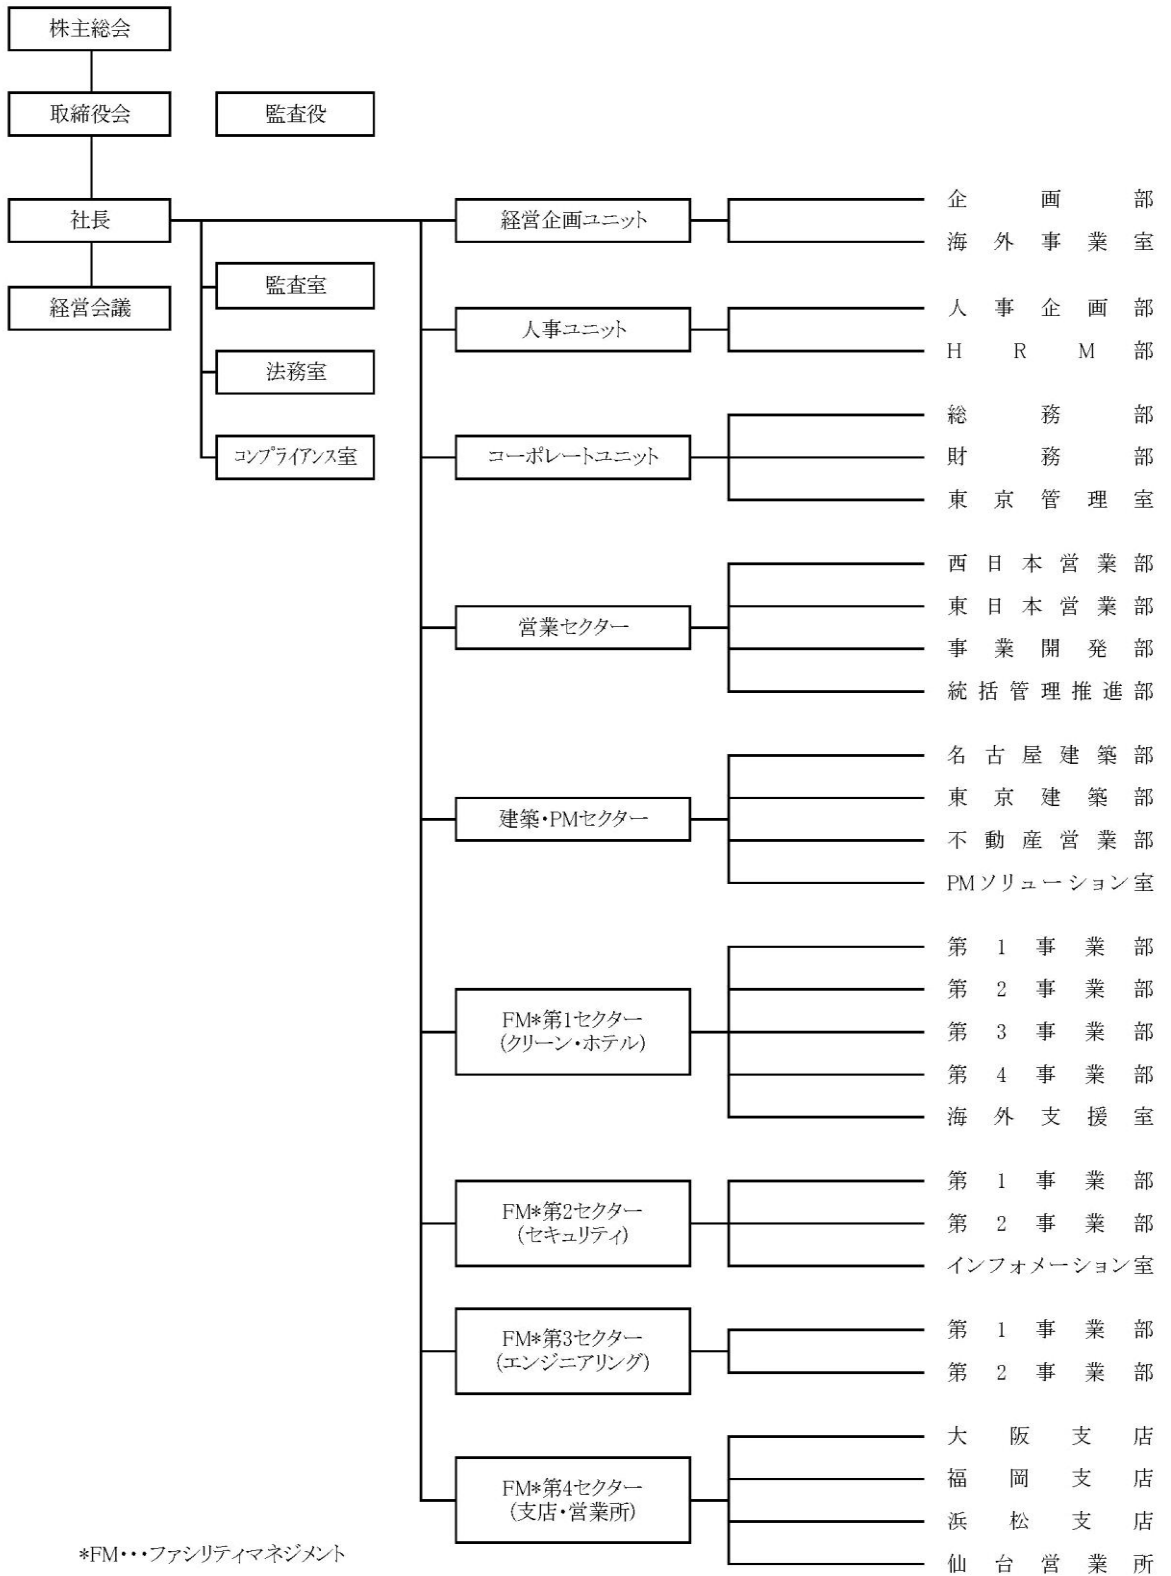 株主総会
取締役会
監査役
社長
経営会議
監査室
法務室
コンプライアンス室
経営企画ユニット
企画部
海外事業室
人事ユニット
人事企画部
HRM部
コーポレートユニット
総務部
財務部
東京管理室
営業セクター
西日本営業部
東日本営業部
事業開発部
統括管理推進部
建築・PMセクター
名古屋建築部
東京建築部
不動産営業部
PMソリューション室
FM*第1セクター
(クリーン・ホテル)
第1事業部
第2事業部
第3事業部
第4事業部
海外支援室
FM*第2セクター
(セキュリティ)
第1事業部
第2事業部
インフォメーション室
FM*第3セクター
(エンジニアリング)
第1事業部
第2事業部
FM*第4セクター
(支店・営業所)
大阪支店
福岡支店
浜松支店
仙台営業所
*FM・・・ファシリティマネジメント